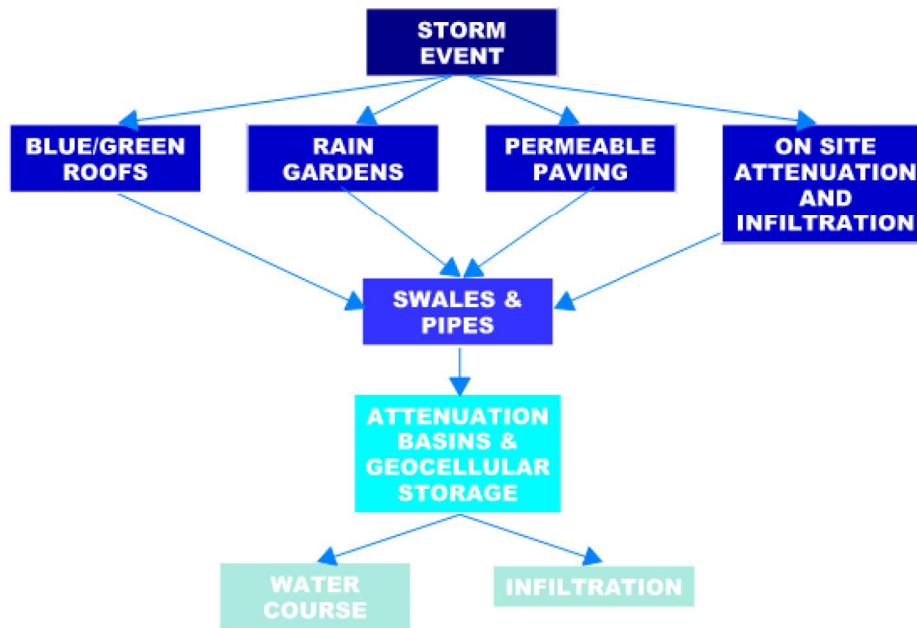 STORM
EVENT
BLUE/GREEN
ROOFS
RAIN
GARDENS
PERMEABLE
PAVING
ON SITE
ATTENUATION
AND
INFILTRATION
SWALES &
PIPES
ATTENUATION
BASINS &
GEOCELLULAR
STORAGE
WATER
COURSE
INFILTRATION